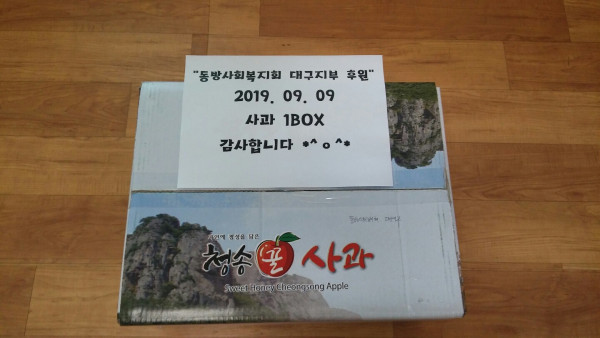 "동방사회복지회 대구지부 후원"
2019. 09. 09
사과 1BOX
감사합니다 *^o^*
청송 꿀 사과
Sweet Honey Cheongsong Apple